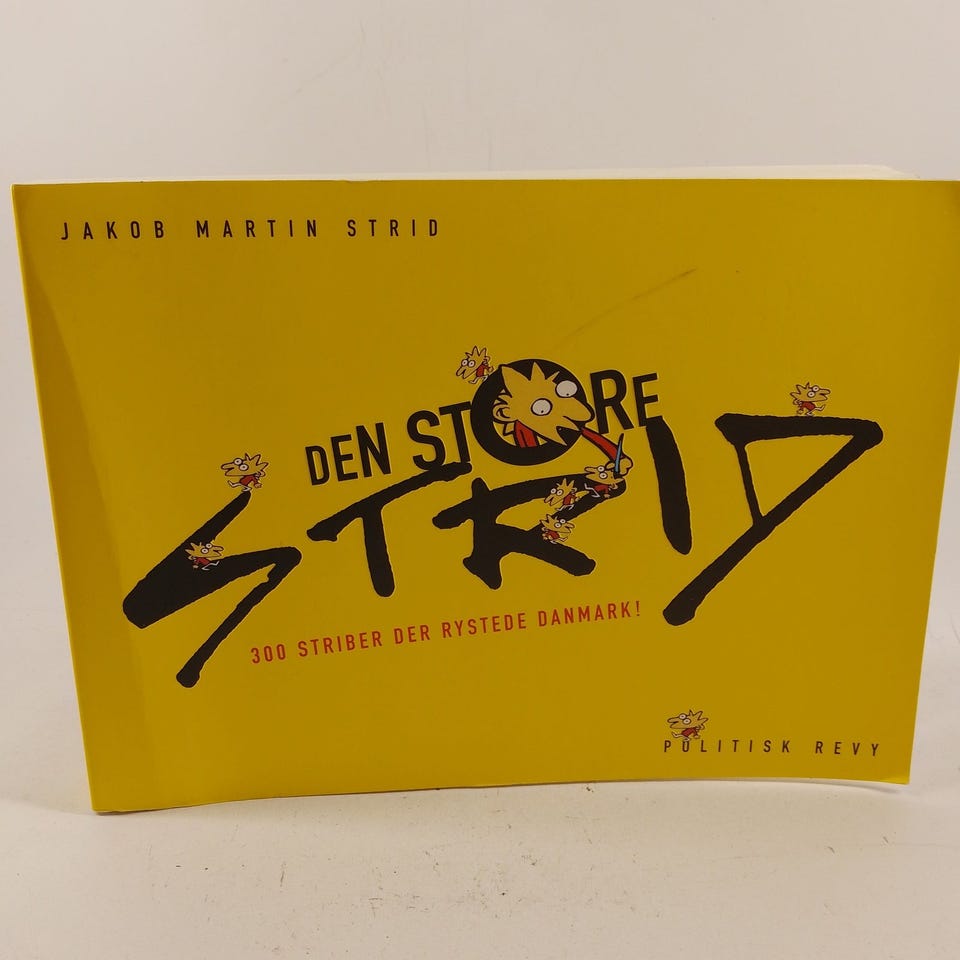 JAKOB MARTIN STRID
DEN STORE
STRID
300 STRIBER DER RYSTEDE DANMARK!
POLITISK REVY